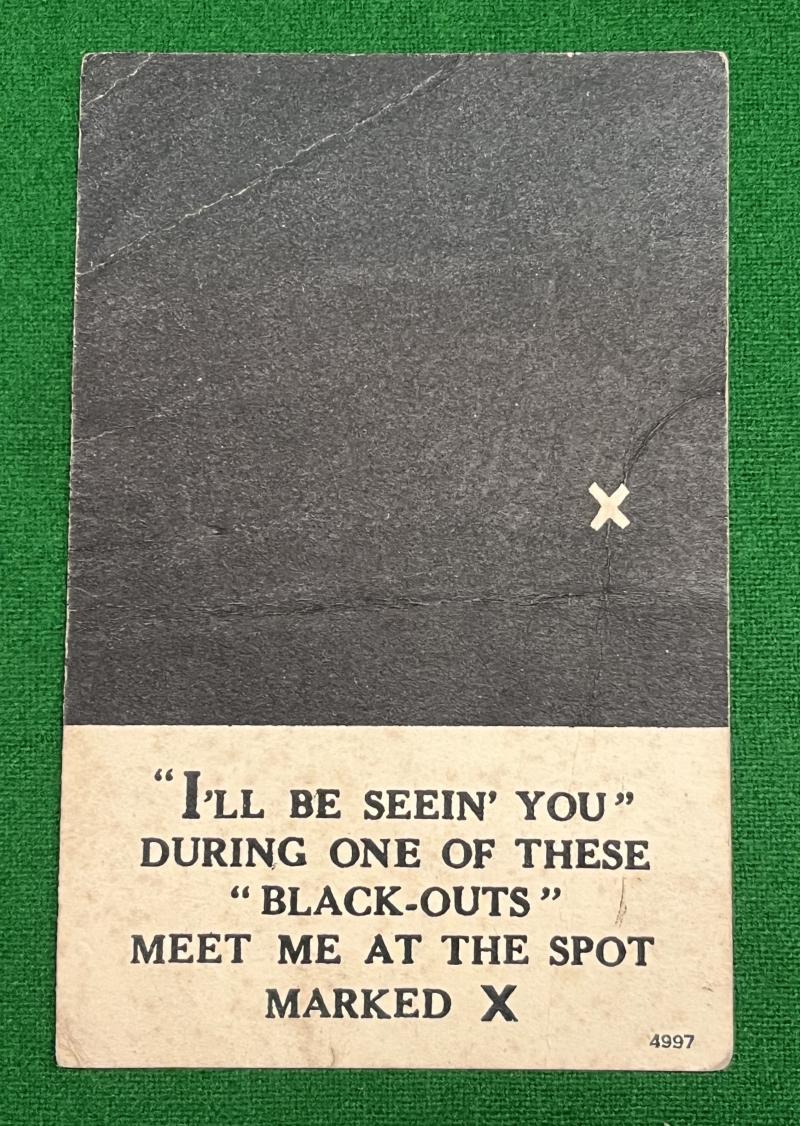 “I’LL BE SEEIN’ YOU”
DURING ONE OF THESE
“BLACK-OUTS”
MEET ME AT THE SPOT
MARKED X
4997